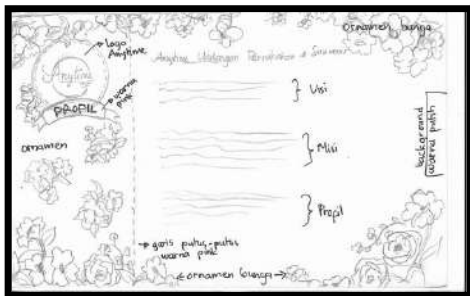 logo
Anytime
Anytime
warna
pink
PROFIL
ornamen
ornamen bunga
Anytime Undangan Pernikahan & Souvenir
Visi
Misi
Profil
background
warna putih
garis putus-putus
warna pink
ornamen bunga